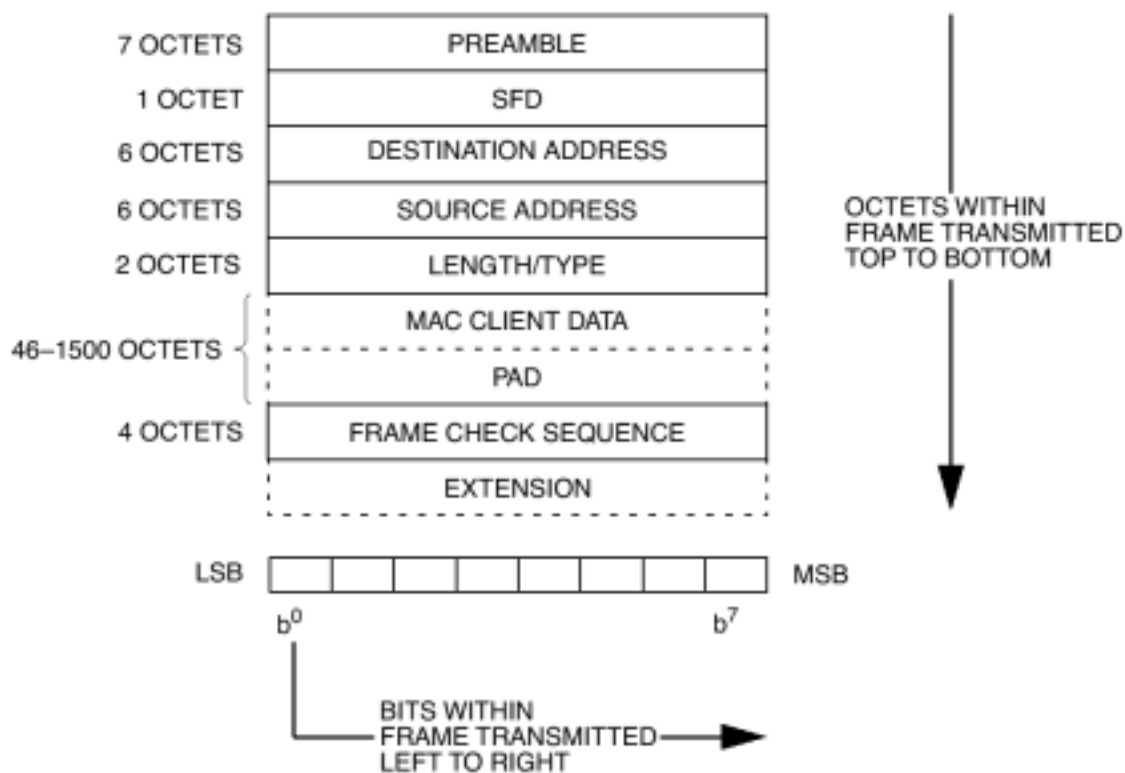 7 OCTETS PREAMBLE
1 OCTET SFD
6 OCTETS DESTINATION ADDRESS
6 OCTETS SOURCE ADDRESS
2 OCTETS LENGTH/TYPE
MAC CLIENT DATA
46–1500 OCTETS
PAD
4 OCTETS FRAME CHECK SEQUENCE
EXTENSION
OCTETS WITHIN
FRAME TRANSMITTED
TOP TO BOTTOM
LSB MSB
b0 b7
BITS WITHIN
FRAME TRANSMITTED
LEFT TO RIGHT